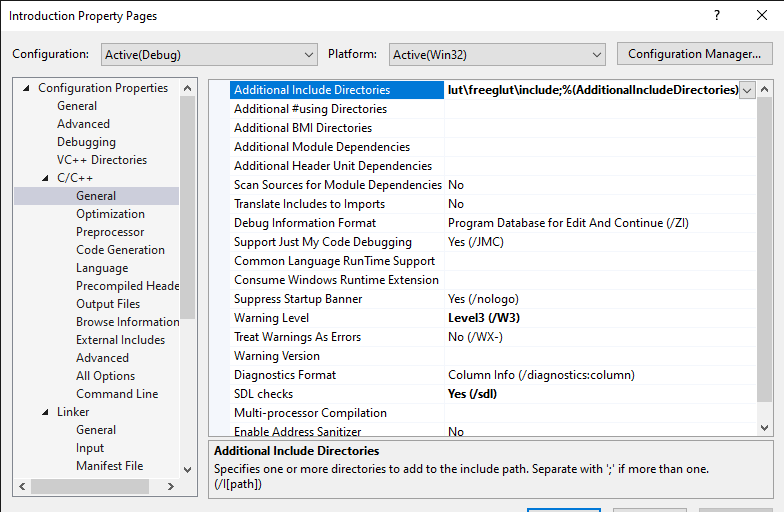 Introduction Property Pages
? ×
Configuration: Active(Debug) Platform: Active(Win32) Configuration Manager...
Configuration Properties
General
Advanced
Debugging
VC++ Directories
C/C++
General
Optimization
Preprocessor
Code Generation
Language
Precompiled Heade
Output Files
Browse Information
External Includes
Advanced
All Options
Command Line
Linker
General
Input
Manifest File
Additional Include Directories lut\freeglut\include;%(AdditionalIncludeDirectories)
Additional #using Directories
Additional BMI Directories
Additional Module Dependencies
Additional Header Unit Dependencies
Scan Sources for Module Dependencies No
Translate Includes to Imports No
Debug Information Format Program Database for Edit And Continue (/ZI)
Support Just My Code Debugging Yes (/JMC)
Common Language RunTime Support
Consume Windows Runtime Extension
Suppress Startup Banner Yes (/nologo)
Warning Level Level3 (/W3)
Treat Warnings As Errors No (/WX-)
Warning Version
Diagnostics Format Column Info (/diagnostics:column)
SDL checks Yes (/sdl)
Multi-processor Compilation
Enable Address Sanitizer No
Additional Include Directories
Specifies one or more directories to add to the include path. Separate with ';' if more than one.
(/I[path])